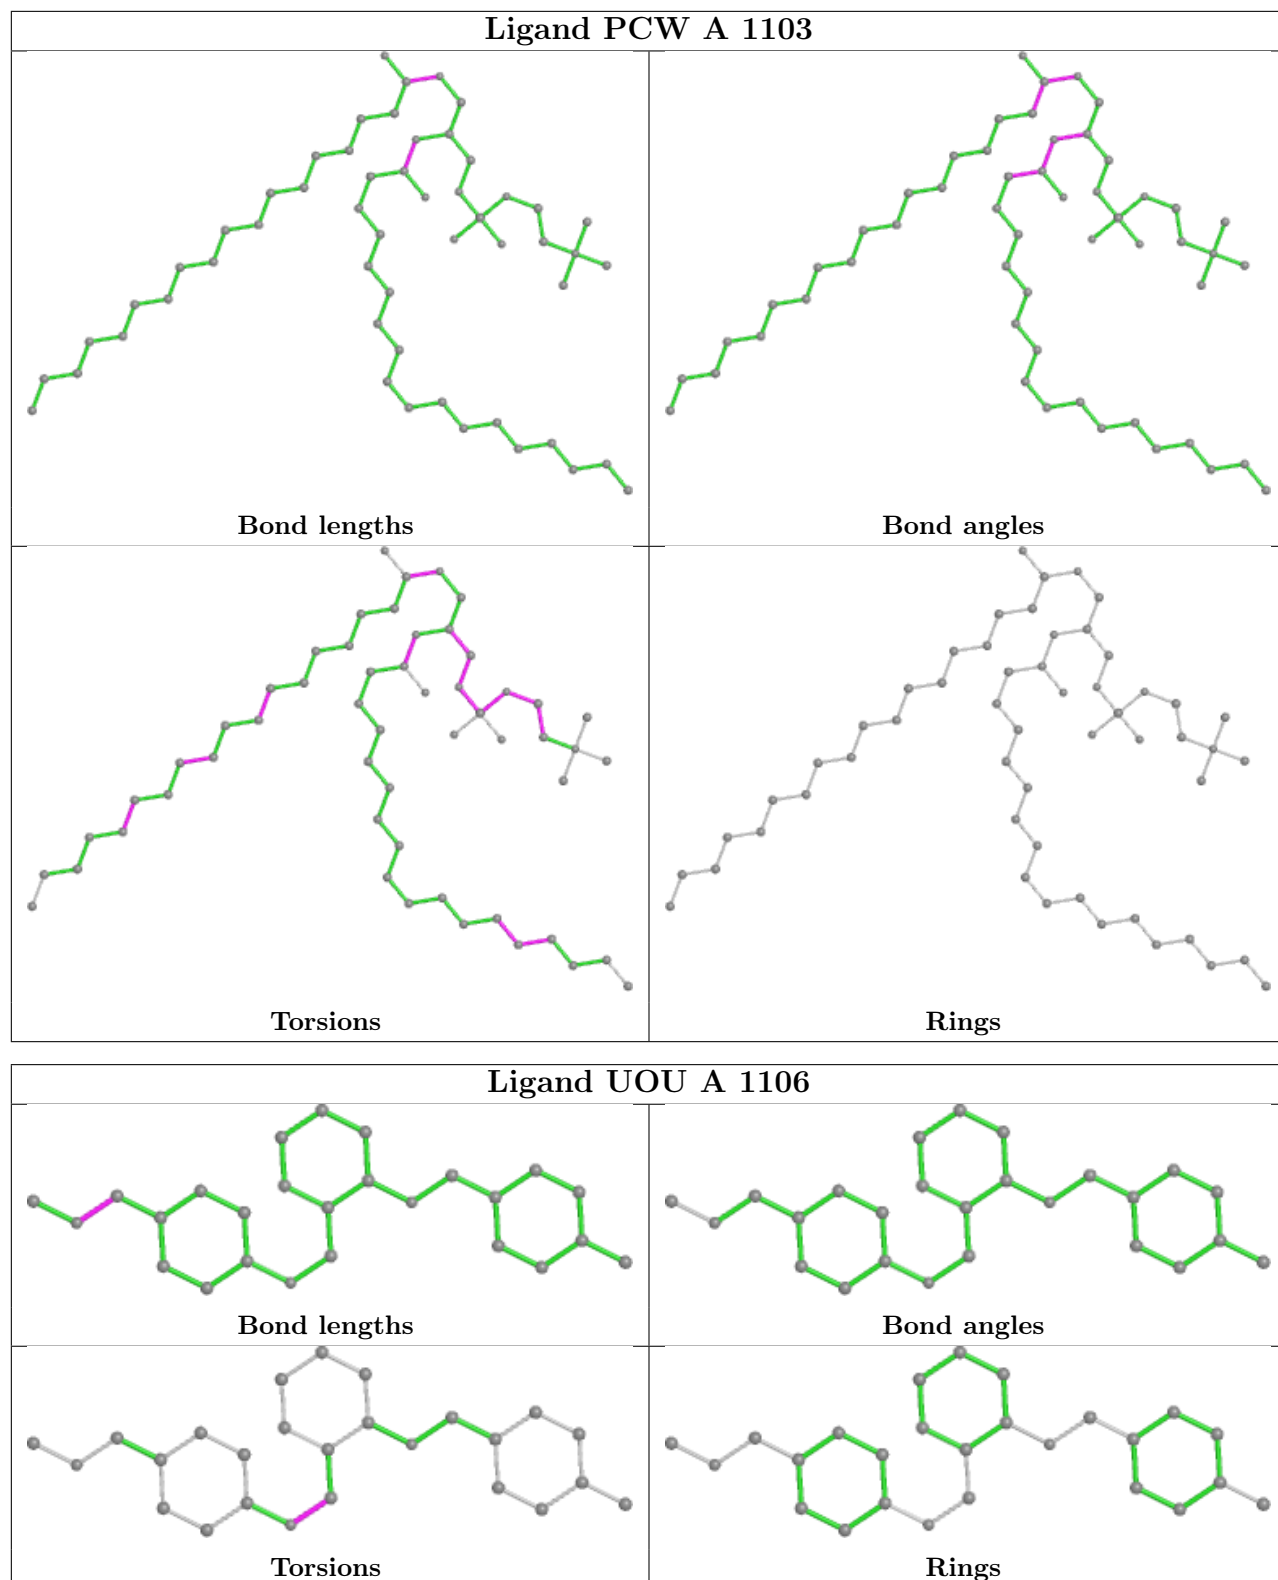 Ligand PCW A 1103
Bond lengths
Bond angles
Torsions
Rings
Ligand UOU A 1106
Bond lengths
Bond angles
Torsions
Rings